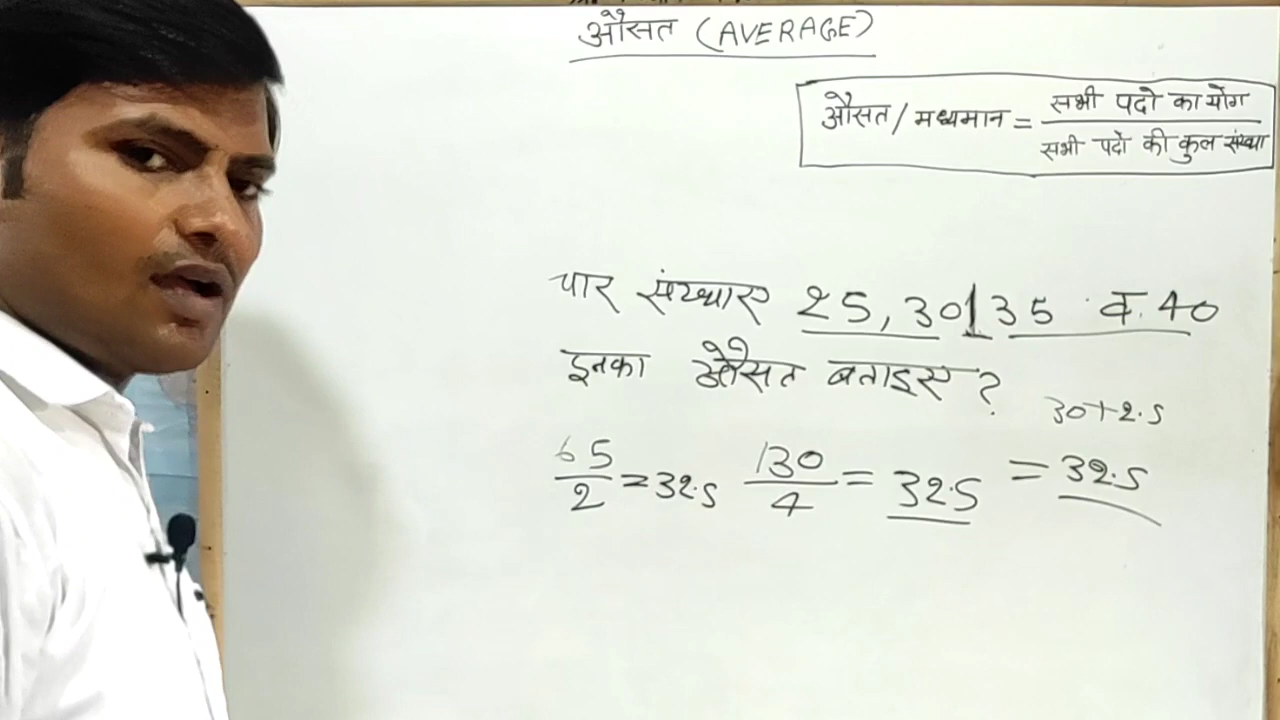 औसत (AVERAGE)
औसत/मध्यमान = सभी पदो का योग
सभी पदो की कुल संख्या
चार संख्याए 25, 30 35 व 40
इनका औसत बताइए ?
30+2.5
65/2 = 32.5 130/4 = 32.5 = 32.5